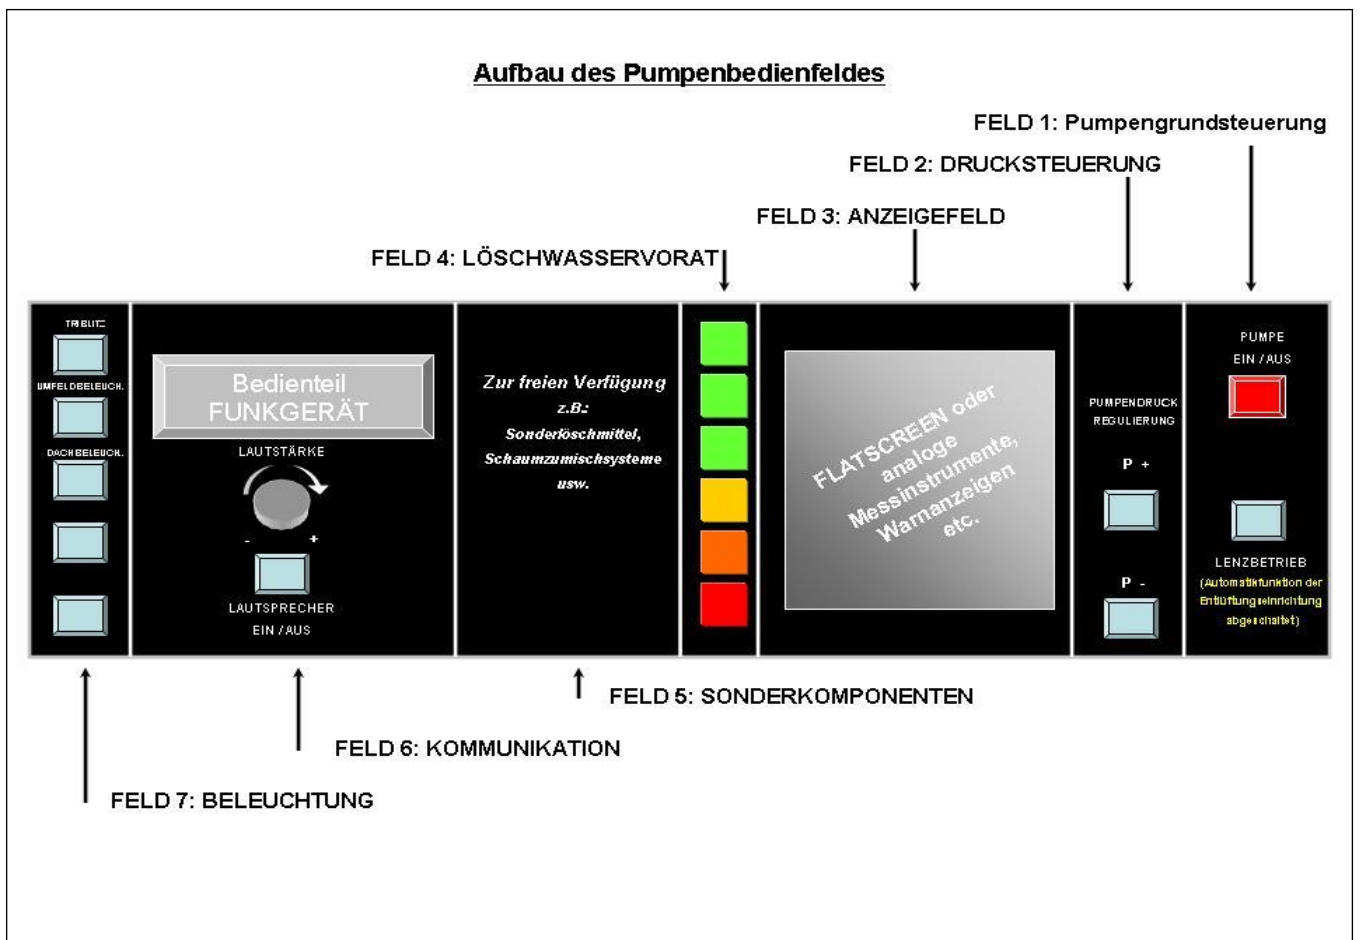 Aufbau des Pumpenbedienfeldes
FELD 1: Pumpengrundsteuerung
FELD 2: DRUCKSTEUERUNG
FELD 3: ANZEIGEFELD
FELD 4: LÖSCHWASSERVORAT
UMFELDBELEUCH.
DACHBELEUCH.
Bedienteil
FUNKGERÄT
LAUTSTÄRKE
- +
LAUTSPRECHER
EIN / AUS
Zur freien Verfügung
z.B.:
Sonderlöschmittel,
Schaumzumischsysteme
usw.
FLATSCREEN oder
analoge
Messinstrumente,
Warnanzeigen
etc.
PUMPENDRUCK
REGULIERUNG
P +
P -
PUMPE
EIN / AUS
LENZBETRIEB
(Automatikfunktion der
Entlüftungseinrichtung
abgeschaltet)
FELD 5: SONDERKOMPONENTEN
FELD 6: KOMMUNIKATION
FELD 7: BELEUCHTUNG